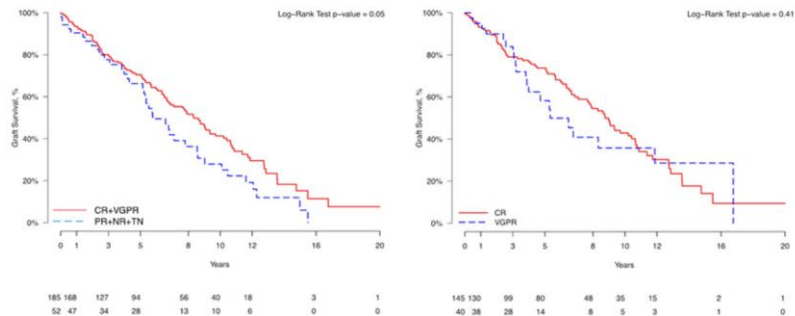 Log-Rank Test p-value = 0.05
100%
80%
60%
40%
20%
0%
Graft Survival, %
CR+VGPR
PR+NR+TN
0 1 3 5 8 10 12 16 20
Years
185 168 127 94 56 40 18 3 1
52 47 34 28 13 10 6 0 0
Log-Rank Test p-value = 0.41
100%
80%
60%
40%
20%
0%
Graft Survival, %
CR
VGPR
0 1 3 5 8 10 12 16 20
Years
145 130 99 80 48 35 15 2 1
40 38 28 14 8 5 3 1 0